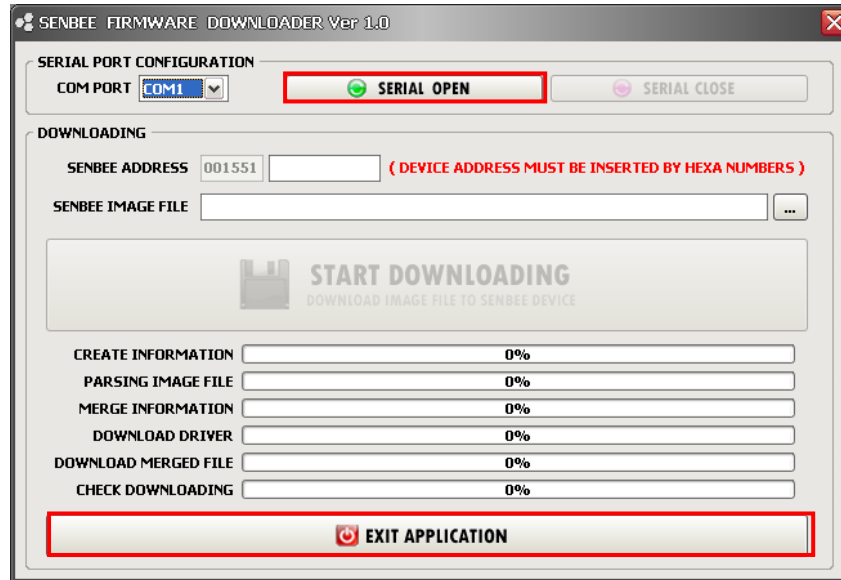 SENBEE FIRMWARE DOWNLOADER Ver 1.0
SERIAL PORT CONFIGURATION
COM PORT COM1 SERIAL OPEN SERIAL CLOSE
DOWNLOADING
SENBEE ADDRESS 001551 ( DEVICE ADDRESS MUST BE INSERTED BY HEXA NUMBERS )
SENBEE IMAGE FILE ...
START DOWNLOADING
DOWNLOAD IMAGE FILE TO SENBEE DEVICE
CREATE INFORMATION 0%
PARSING IMAGE FILE 0%
MERGE INFORMATION 0%
DOWNLOAD DRIVER 0%
DOWNLOAD MERGED FILE 0%
CHECK DOWNLOADING 0%
EXIT APPLICATION